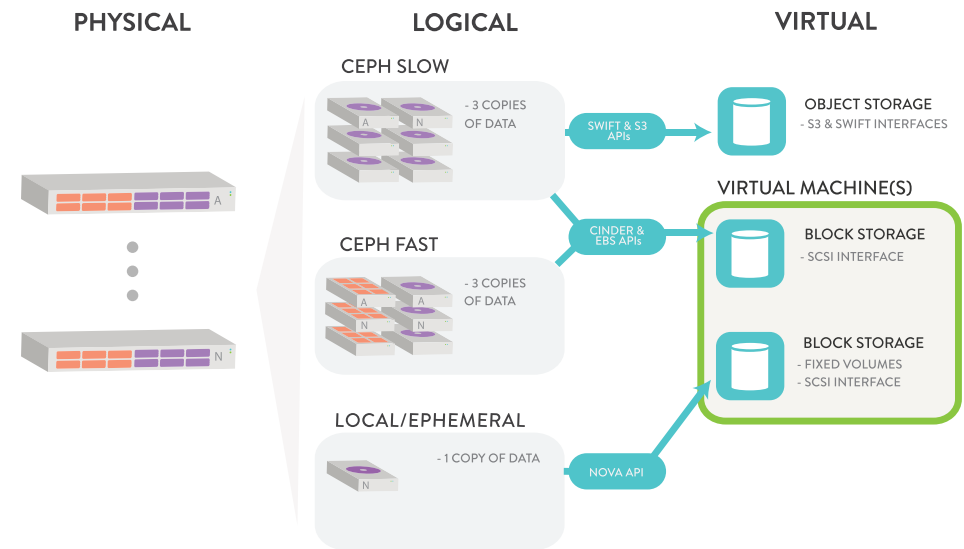 PHYSICAL
LOGICAL
VIRTUAL
A
N
CEPH SLOW
A
N
- 3 COPIES
OF DATA
CEPH FAST
A
A
N
N
- 3 COPIES
OF DATA
LOCAL/EPHEMERAL
N
- 1 COPY OF DATA
SWIFT & S3
APIs
CINDER &
EBS APIs
NOVA API
OBJECT STORAGE
- S3 & SWIFT INTERFACES
VIRTUAL MACHINE(S)
BLOCK STORAGE
- SCSI INTERFACE
BLOCK STORAGE
- FIXED VOLUMES
- SCSI INTERFACE